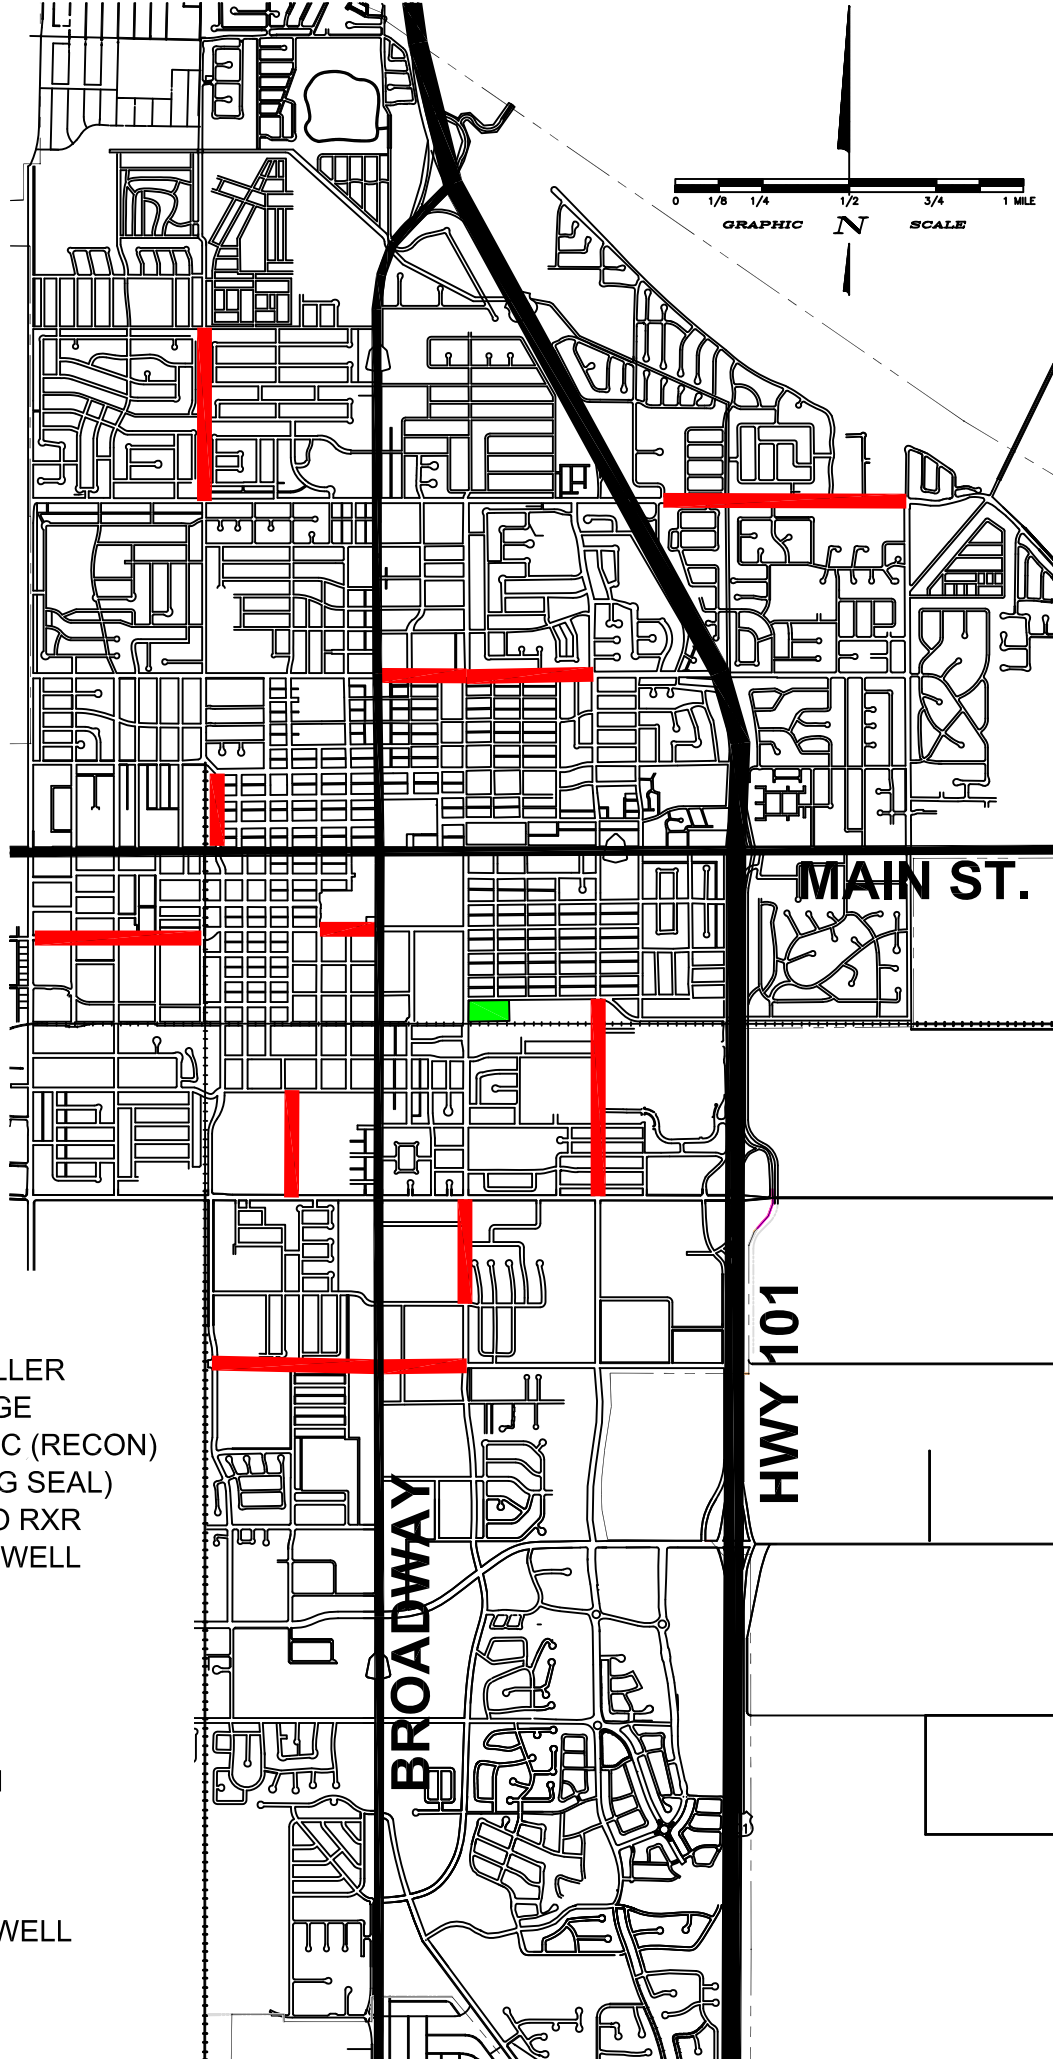 0 1/8 1/4 1/2 3/4 1 MILE
GRAPHIC N SCALE
MAIN ST.
HWY 101
LLER
GE
C (RECON)
G SEAL)
O RXR
WELL
BROADWAY
1
WELL